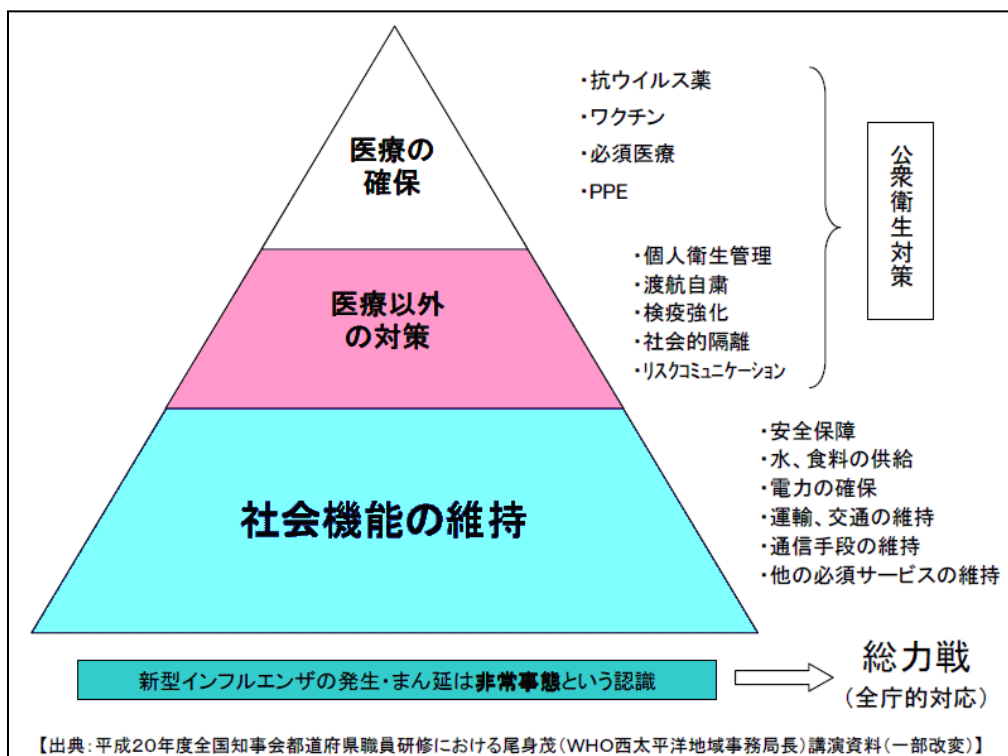 医療の
確保
・抗ウイルス薬
・ワクチン
・必須医療
・PPE
公衆衛生対策
医療以外
の対策
・個人衛生管理
・渡航自粛
・検疫強化
・社会的隔離
・リスクコミュニケーション
社会機能の維持
・安全保障
・水、食料の供給
・電力の確保
・運輸、交通の維持
・通信手段の維持
・他の必須サービスの維持
新型インフルエンザの発生・まん延は非常事態という認識
総力戦
(全庁的対応)
【出典:平成20年度全国知事会都道府県職員研修における尾身茂(WHO西太平洋地域事務局長)講演資料(一部改変)】